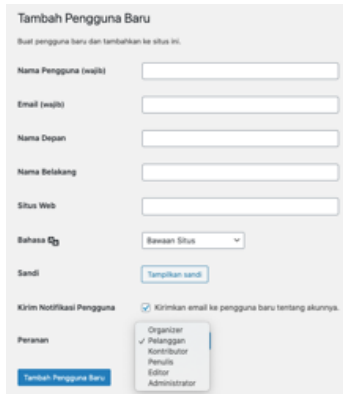 Tambah Pengguna Baru
Buat pengguna baru dan tambahkan ke situs ini.
Nama Pengguna (wajib)
Email (wajib)
Nama Depan
Nama Belakang
Situs Web
Bahasa
Bawaan Situs
Sandi
Tampilkan sandi
Kirim Notifikasi Pengguna
Kirimkan email ke pengguna baru tentang akunnya.
Peranan
Organizer
✓ Pelanggan
Kontributor
Penulis
Editor
Administrator
Tambah Pengguna Baru